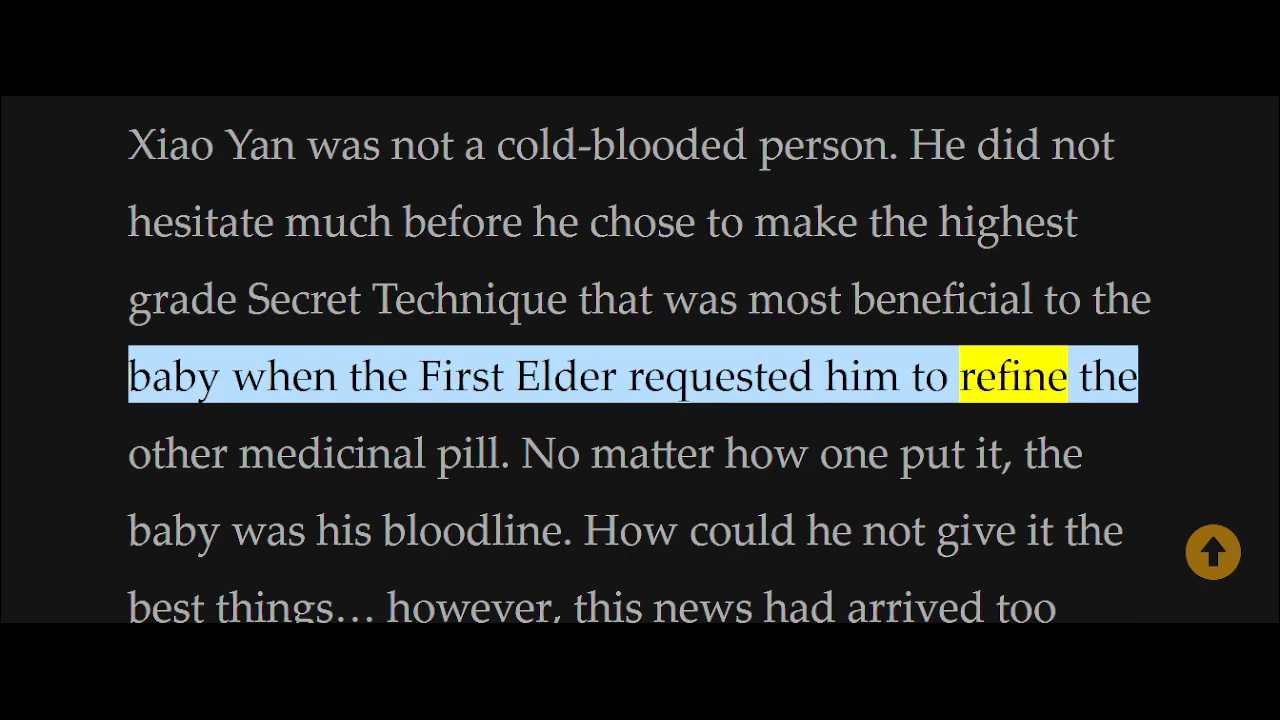 Xiao Yan was not a cold-blooded person. He did not
hesitate much before he chose to make the highest
grade Secret Technique that was most beneficial to the
baby when the First Elder requested him to refine the
other medicinal pill. No matter how one put it, the
baby was his bloodline. How could he not give it the
best things… however, this news had arrived too